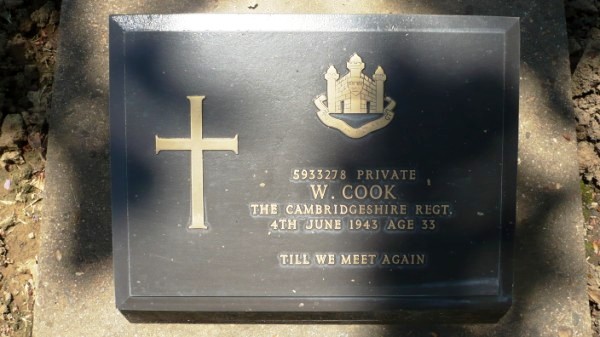 5933278 PRIVATE
W. COOK
THE CAMBRIDGESHIRE REGT.
4TH JUNE 1943 AGE 33
TILL WE MEET AGAIN